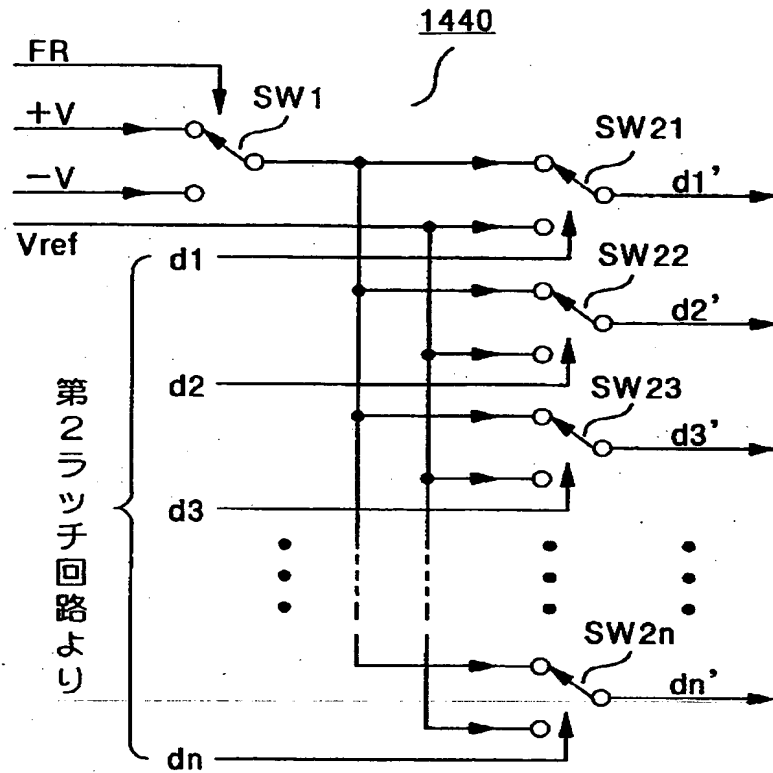 1440
FR
+V
SW1
SW21
−V
d1'
Vref
d1
SW22
d2'
d2
SW23
d3'
d3
第2ラッチ回路より
SW2n
dn'
dn